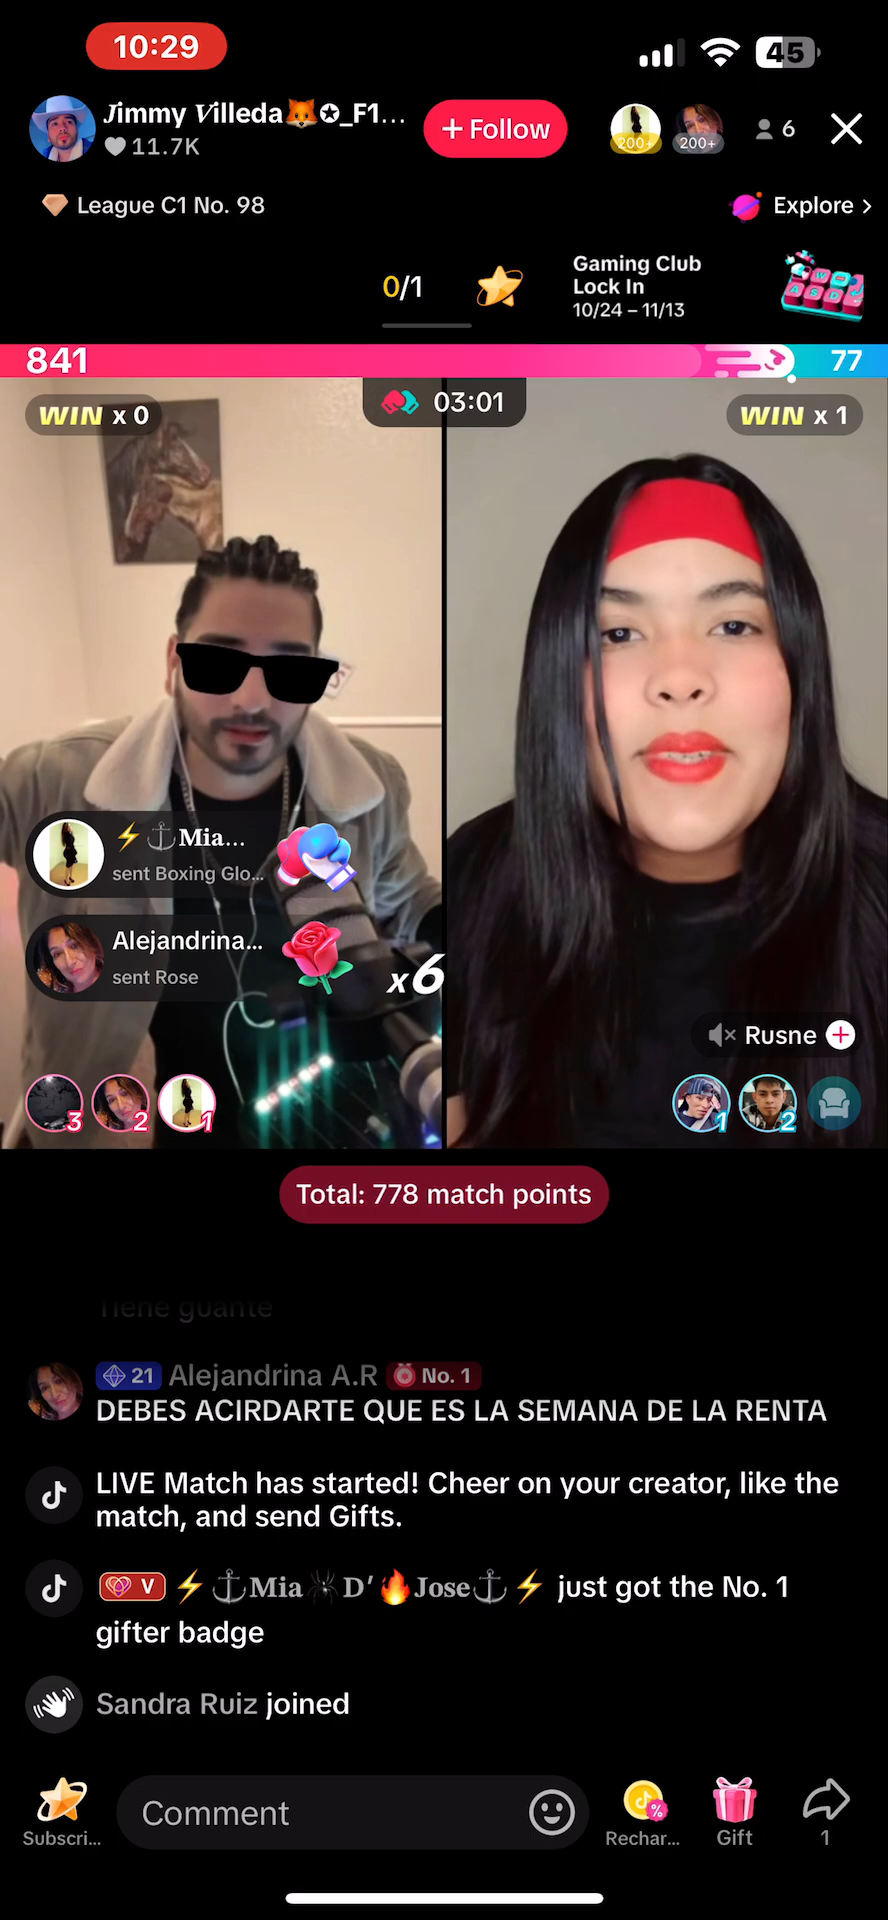 10:29
45
Jimmy Villeda🦊✪_F1...
11.7K
+ Follow
200+
200+
6
League C1 No. 98
Explore >
0/1
Gaming Club
Lock In
10/24 – 11/13
W
A S D
841
77
WIN x 0
03:01
WIN x 1
⚡⚓Mia...
sent Boxing Glo...
Alejandrina...
sent Rose
x6
Rusne
3
2
1
1
2
Total: 778 match points
Tiene guante
21 Alejandrina A.R No. 1
DEBES ACIRDARTE QUE ES LA SEMANA DE LA RENTA
LIVE Match has started! Cheer on your creator, like the
match, and send Gifts.
V ⚡⚓Mia🕷D'🔥Jose⚓⚡ just got the No. 1
gifter badge
Sandra Ruiz joined
Subscri...
Comment
Rechar...
Gift
1